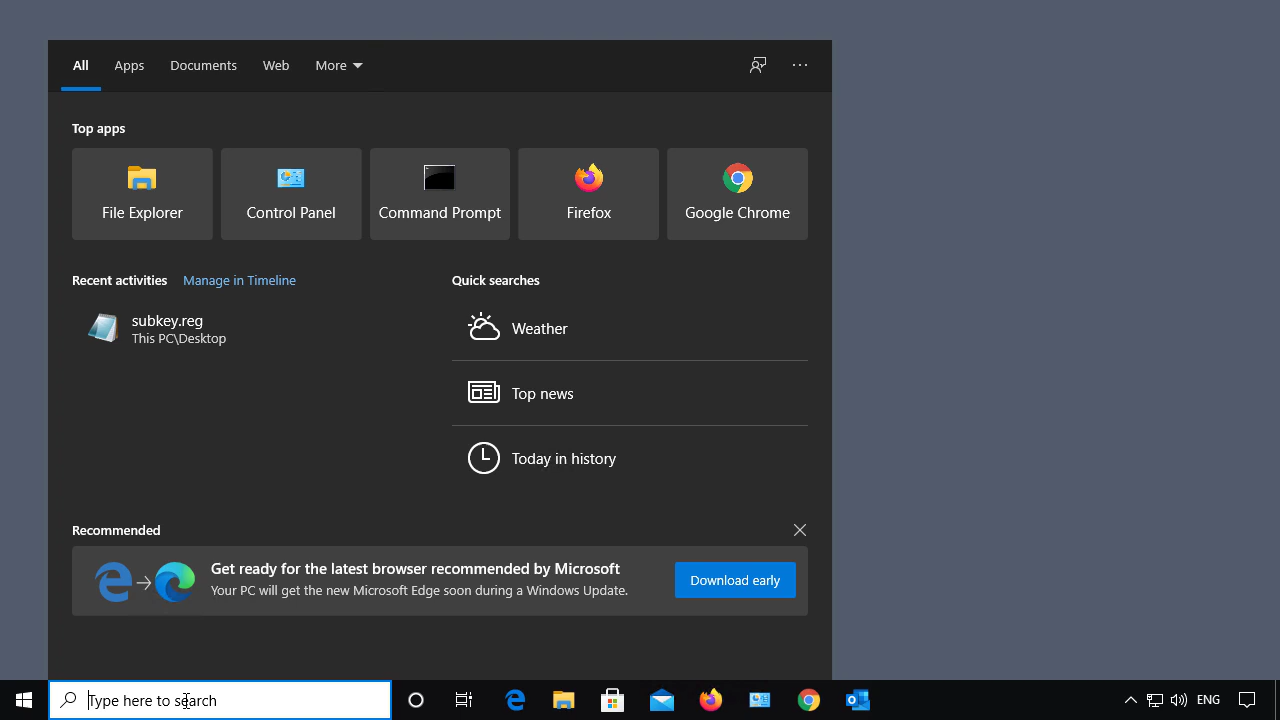 All Apps Documents Web More
Top apps
File Explorer Control Panel Command Prompt Firefox Google Chrome
Recent activities Manage in Timeline
subkey.reg
This PC\Desktop
Quick searches
Weather
Top news
Today in history
Recommended
Get ready for the latest browser recommended by Microsoft
Your PC will get the new Microsoft Edge soon during a Windows Update.
Download early
Type here to search
ENG